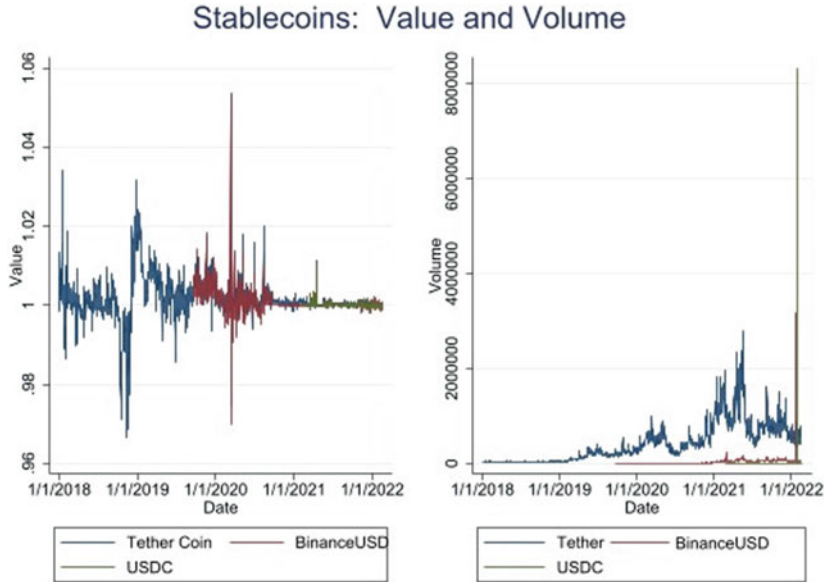 Stablecoins: Value and Volume
1.06
1.04
1.02
1
.98
.96
Value
1/1/2018 1/1/2019 1/1/2020 1/1/2021 1/1/2022
Date
Tether Coin BinanceUSD
USDC
8000000
6000000
4000000
2000000
0
Volume
1/1/2018 1/1/2019 1/1/2020 1/1/2021 1/1/2022
Date
Tether BinanceUSD
USDC